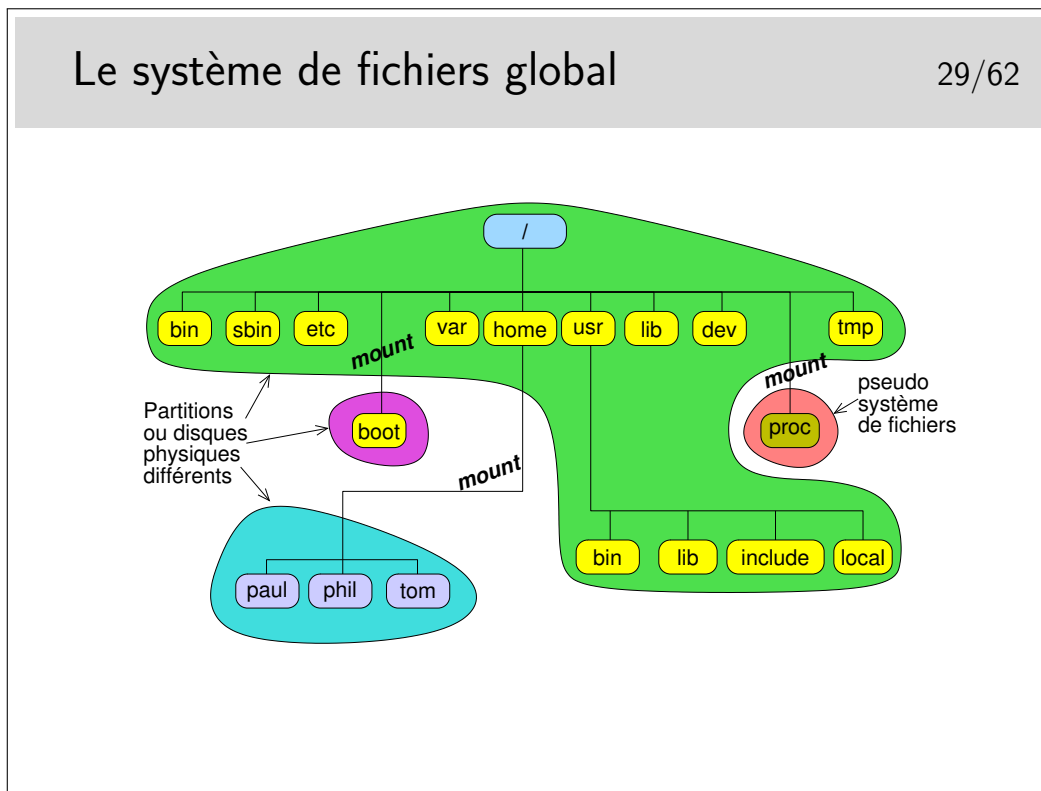 Le système de fichiers global 29/62
/
bin sbin etc var home usr lib dev tmp
mount mount
Partitions
ou disques
physiques
différents
boot
proc
pseudo
système
de fichiers
mount
bin lib include local
paul phil tom